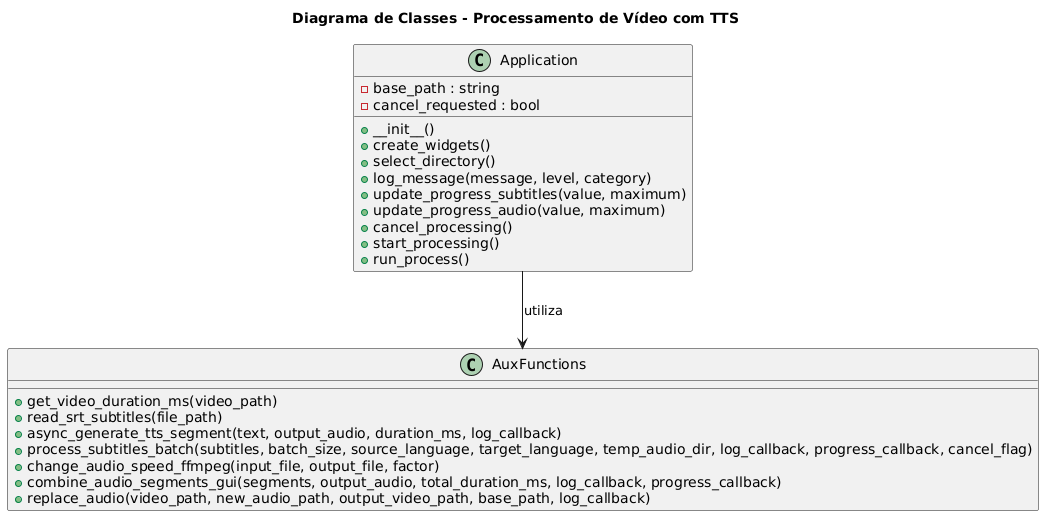 Diagrama de Classes - Processamento de Vídeo com TTS
C Application
base_path : string
cancel_requested : bool
__init__()
create_widgets()
select_directory()
log_message(message, level, category)
update_progress_subtitles(value, maximum)
update_progress_audio(value, maximum)
cancel_processing()
start_processing()
run_process()
utiliza
C AuxFunctions
get_video_duration_ms(video_path)
read_srt_subtitles(file_path)
async_generate_tts_segment(text, output_audio, duration_ms, log_callback)
process_subtitles_batch(subtitles, batch_size, source_language, target_language, temp_audio_dir, log_callback, progress_callback, cancel_flag)
change_audio_speed_ffmpeg(input_file, output_file, factor)
combine_audio_segments_gui(segments, output_audio, total_duration_ms, log_callback, progress_callback)
replace_audio(video_path, new_audio_path, output_video_path, base_path, log_callback)